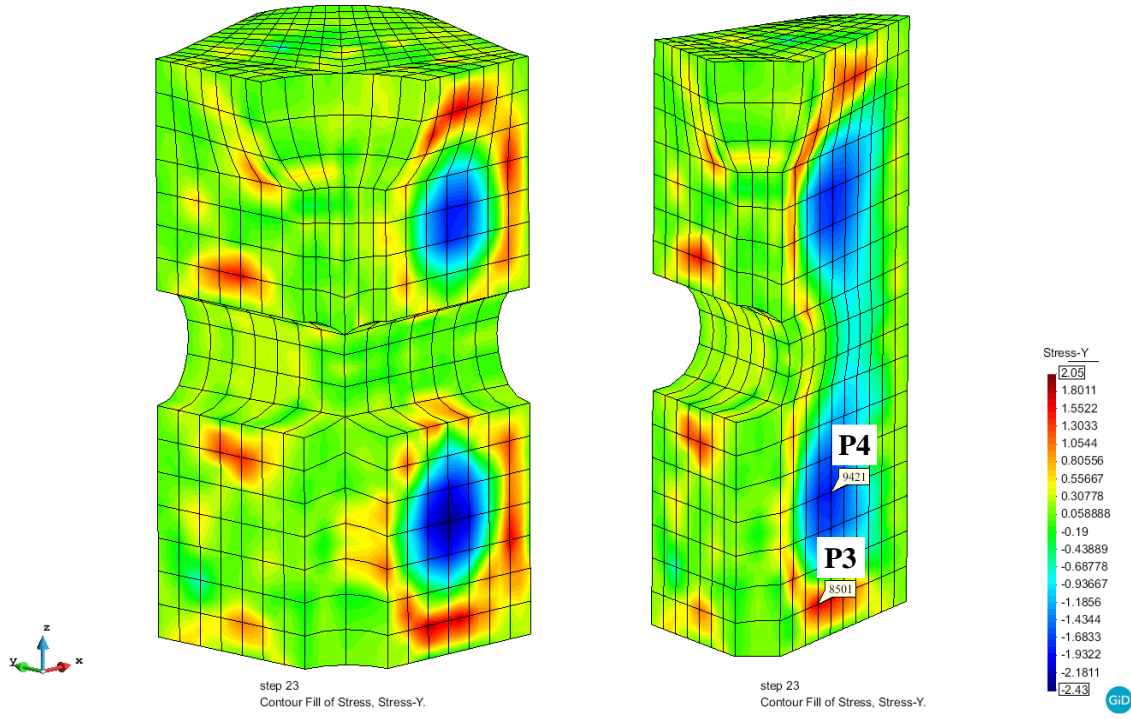 P4
9421
P3
8501
Stress-Y
2.05
1.8011
1.5522
1.3033
1.0544
0.80556
0.55667
0.30778
0.058888
-0.19
-0.43889
-0.68778
-0.93667
-1.1856
-1.4344
-1.6833
-1.9322
-2.1811
-2.43
z
y
x
step 23
Contour Fill of Stress, Stress-Y.
step 23
Contour Fill of Stress, Stress-Y.
GiD